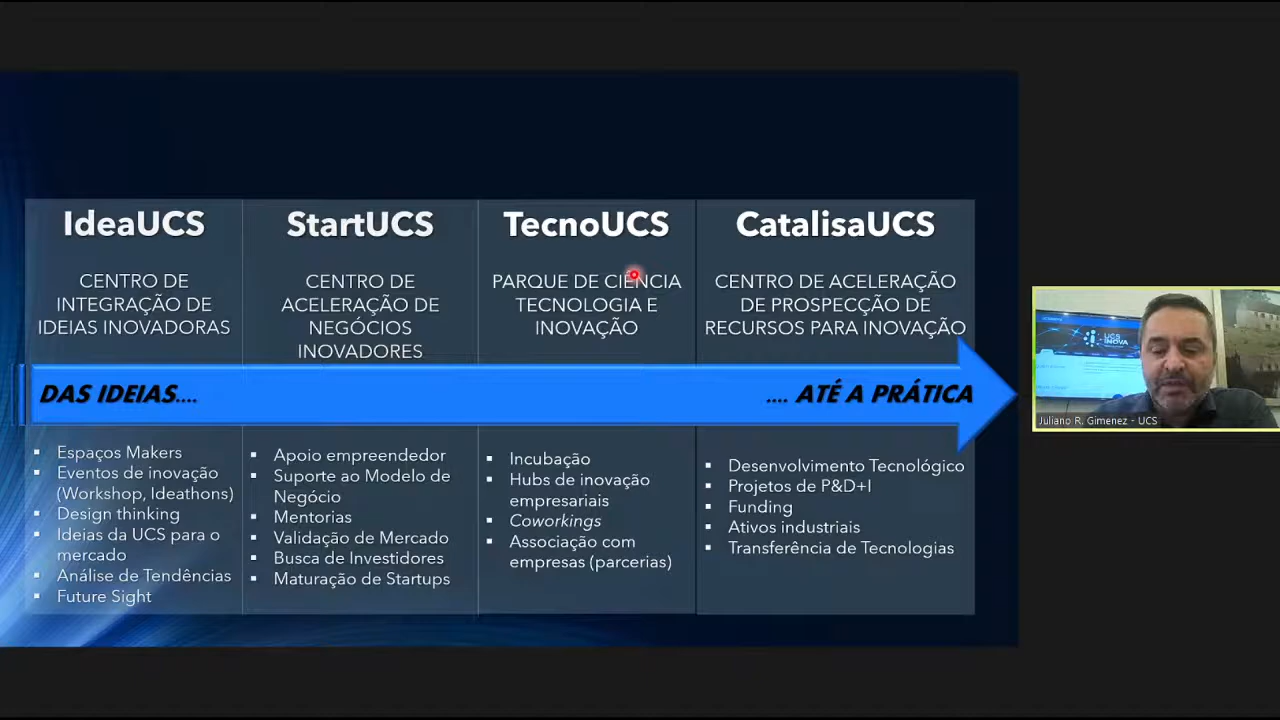 IdeaUCS
CENTRO DE
INTEGRAÇÃO DE
IDEIAS INOVADORAS
StartUCS
CENTRO DE
ACELERAÇÃO DE
NEGÓCIOS
INOVADORES
TecnoUCS
PARQUE DE CIÊNCIA
TECNOLOGIA E
INOVAÇÃO
CatalisaUCS
CENTRO DE ACELERAÇÃO
DE PROSPECÇÃO DE
RECURSOS PARA INOVAÇÃO
DAS IDEIAS....
.... ATÉ A PRÁTICA
▪ Espaços Makers
▪ Eventos de inovação
(Workshop, Ideathons)
▪ Design thinking
▪ Ideias da UCS para o
mercado
▪ Análise de Tendências
▪ Future Sight
▪ Apoio empreendedor
▪ Suporte ao Modelo de
Negócio
▪ Mentorias
▪ Validação de Mercado
▪ Busca de Investidores
▪ Maturação de Startups
▪ Incubação
▪ Hubs de inovação
empresariais
▪ Coworkings
▪ Associação com
empresas (parcerias)
▪ Desenvolvimento Tecnológico
▪ Projetos de P&D+I
▪ Funding
▪ Ativos industriais
▪ Transferência de Tecnologias
UCS
INOVA
Juliano R. Gimenez - UCS